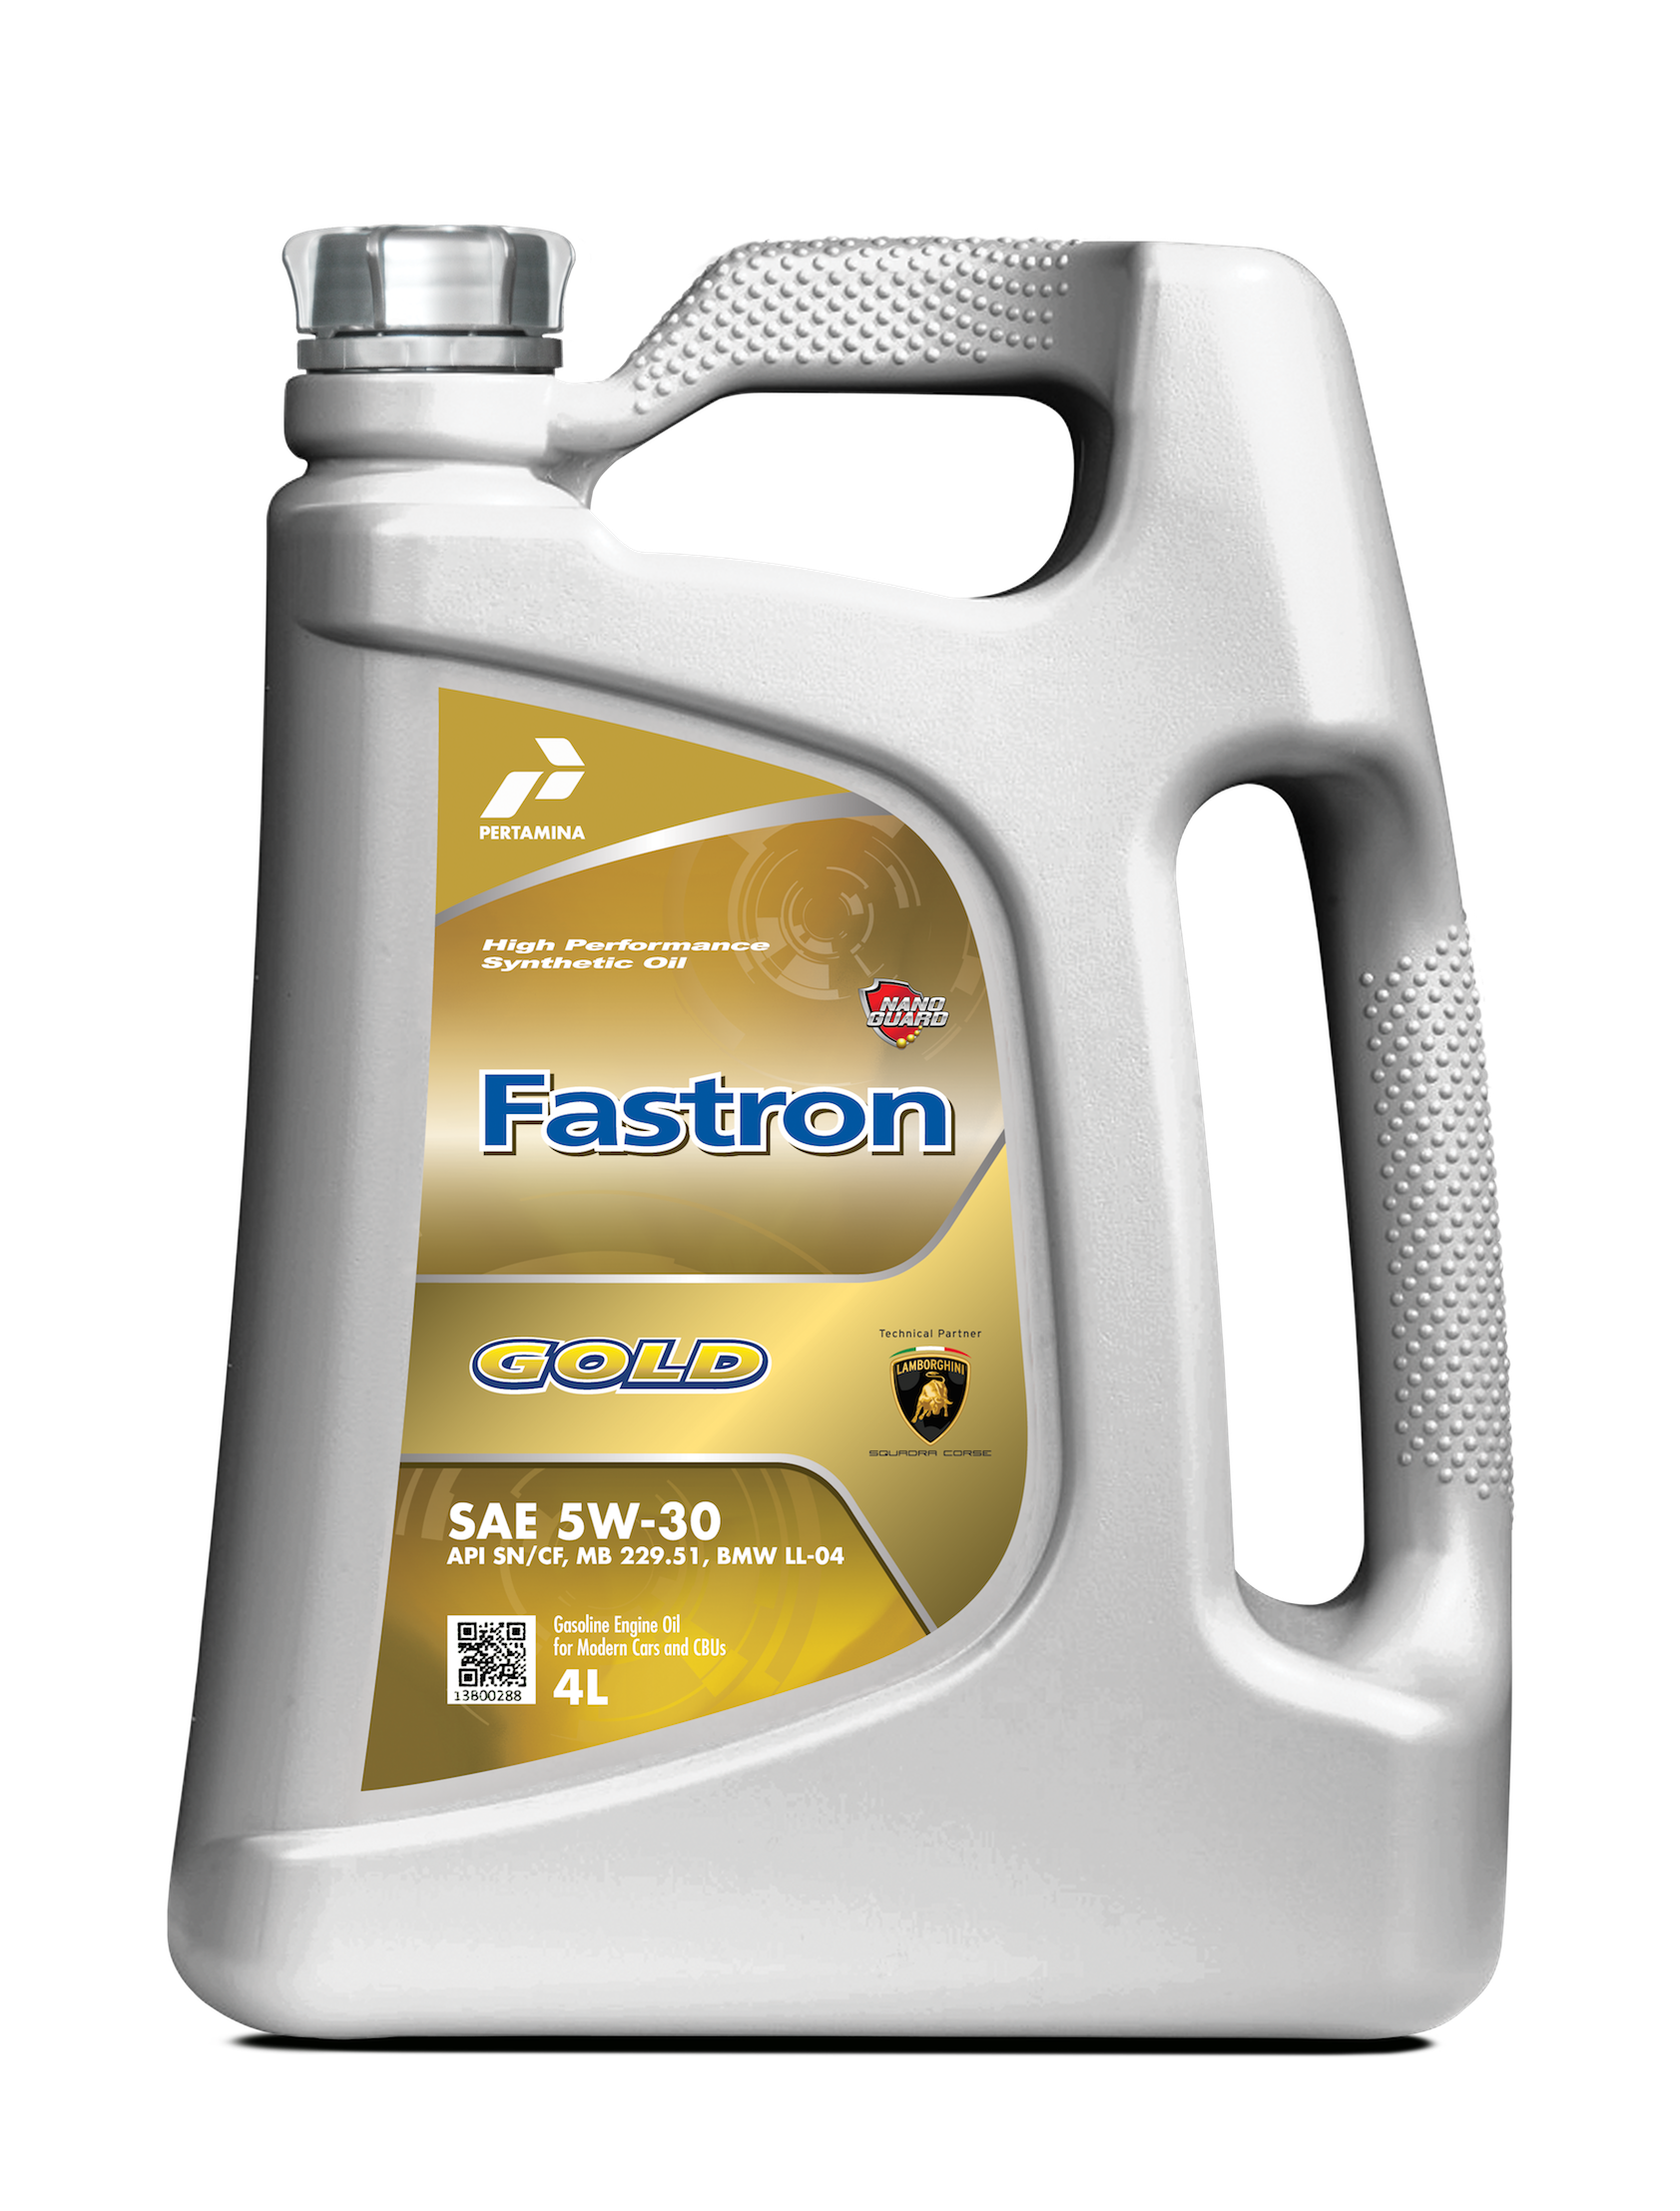 PERTAMINA
High Performance
Synthetic Oil
NANO
GUARD
Fastron
GOLD
Technical Partner
LAMBORGHINI
SQUADRA CORSE
SAE 5W-30
API SN/CF, MB 229.51, BMW LL-04
Gasoline Engine Oil
for Modern Cars and CBUs
4L
13B00288